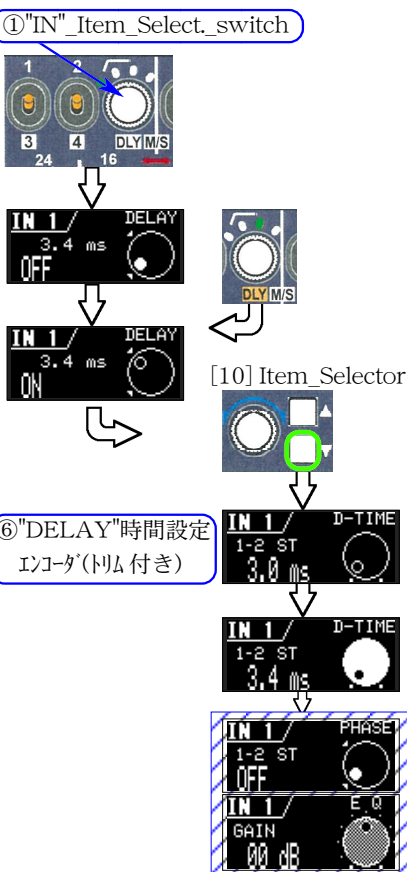 ①"IN"_Item_Select._switch
1 2
3 4 DLY M/S
24 16
IN 1 DELAY
3.4 ms
OFF
DLY M/S
IN 1 DELAY
3.4 ms
ON
[10] Item_Selector
⑥"DELAY"時間設定
ｴﾝｺｰﾀﾞ(ﾄﾘﾑ付き)
IN 1 D-TIME
1-2 ST
3.0 ms
IN 1 D-TIME
1-2 ST
3.4 ms
IN 1 PHASE
1-2 ST
OFF
IN 1 E.Q
GAIN
00 dB